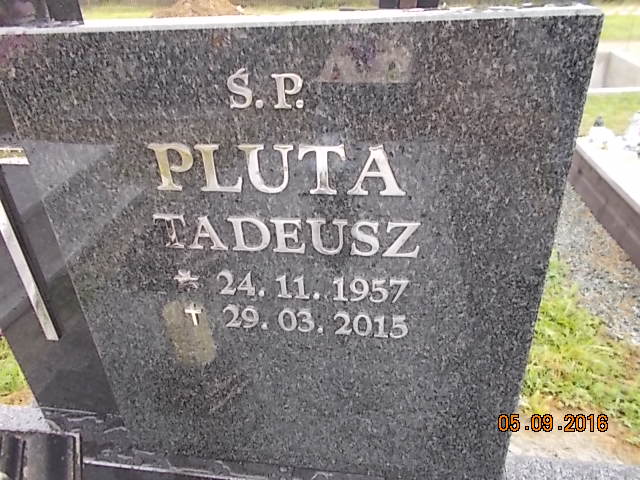 Ś.P.
PLUTA
TADEUSZ
* 24. 11. 1957
✝ 29. 03. 2015
05.09.2016